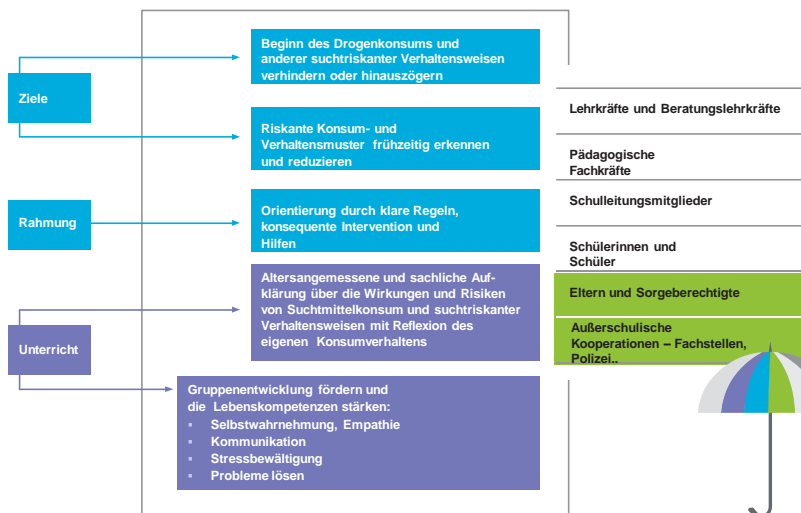 Ziele
Beginn des Drogenkonsums und
anderer suchtriskanter Verhaltensweisen
verhindern oder hinauszögern
Riskante Konsum- und
Verhaltensmuster frühzeitig erkennen
und reduzieren
Rahmung
Orientierung durch klare Regeln,
konsequente Intervention und
Hilfen
Unterricht
Altersangemessene und sachliche Auf-
klärung über die Wirkungen und Risiken
von Suchtmittelkonsum und suchtriskanter
Verhaltensweisen mit Reflexion des
eigenen Konsumverhaltens
Gruppenentwicklung fördern und
die Lebenskompetenzen stärken:
▪ Selbstwahrnehmung, Empathie
▪ Kommunikation
▪ Stressbewältigung
▪ Probleme lösen
Lehrkräfte und Beratungslehrkräfte
Pädagogische
Fachkräfte
Schulleitungsmitglieder
Schülerinnen und
Schüler
Eltern und Sorgeberechtigte
Außerschulische
Kooperationen – Fachstellen,
Polizei..